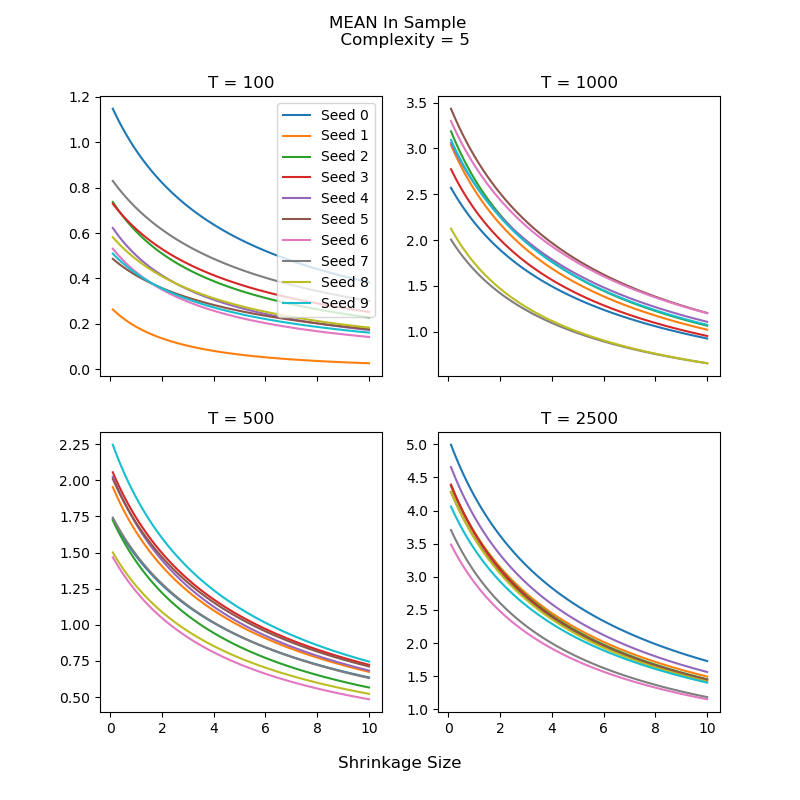 MEAN In Sample
Complexity = 5
T = 100
T = 1000
1.2
1.0
0.8
0.6
0.4
0.2
0.0
Seed 0
Seed 1
Seed 2
Seed 3
Seed 4
Seed 5
Seed 6
Seed 7
Seed 8
Seed 9
3.5
3.0
2.5
2.0
1.5
1.0
T = 500
T = 2500
2.25
2.00
1.75
1.50
1.25
1.00
0.75
0.50
0 2 4 6 8 10
5.0
4.5
4.0
3.5
3.0
2.5
2.0
1.5
1.0
0 2 4 6 8 10
Shrinkage Size